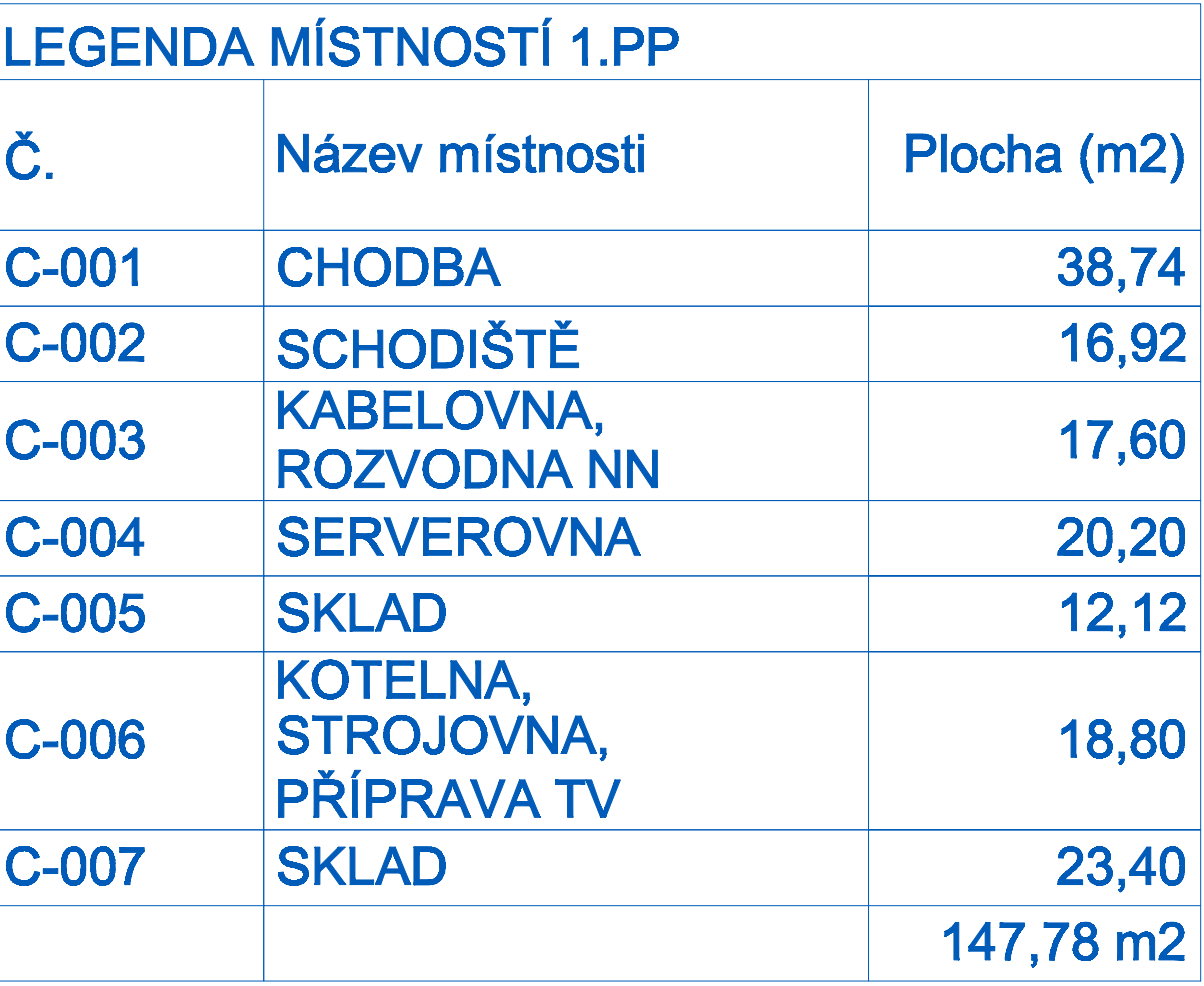 LEGENDA MÍSTNOSTÍ 1.PP
Č. Název místnosti Plocha (m2)
C-001 CHODBA 38,74
C-002 SCHODIŠTĚ 16,92
C-003 KABELOVNA, 17,60
ROZVODNA NN
C-004 SERVEROVNA 20,20
C-005 SKLAD 12,12
C-006 KOTELNA, 18,80
STROJOVNA,
PŘÍPRAVA TV
C-007 SKLAD 23,40
147,78 m2